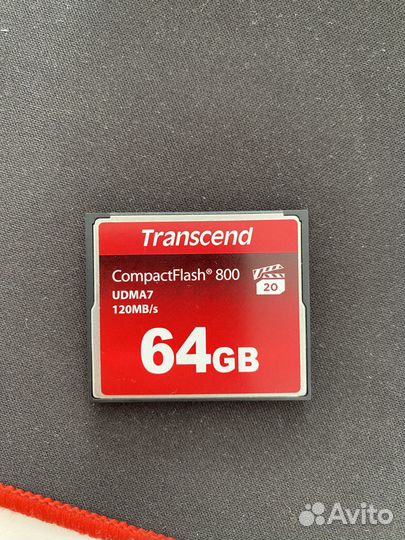 Transcend
CompactFlash® 800
UDMA7
120MB/s
20
64GB
Avito